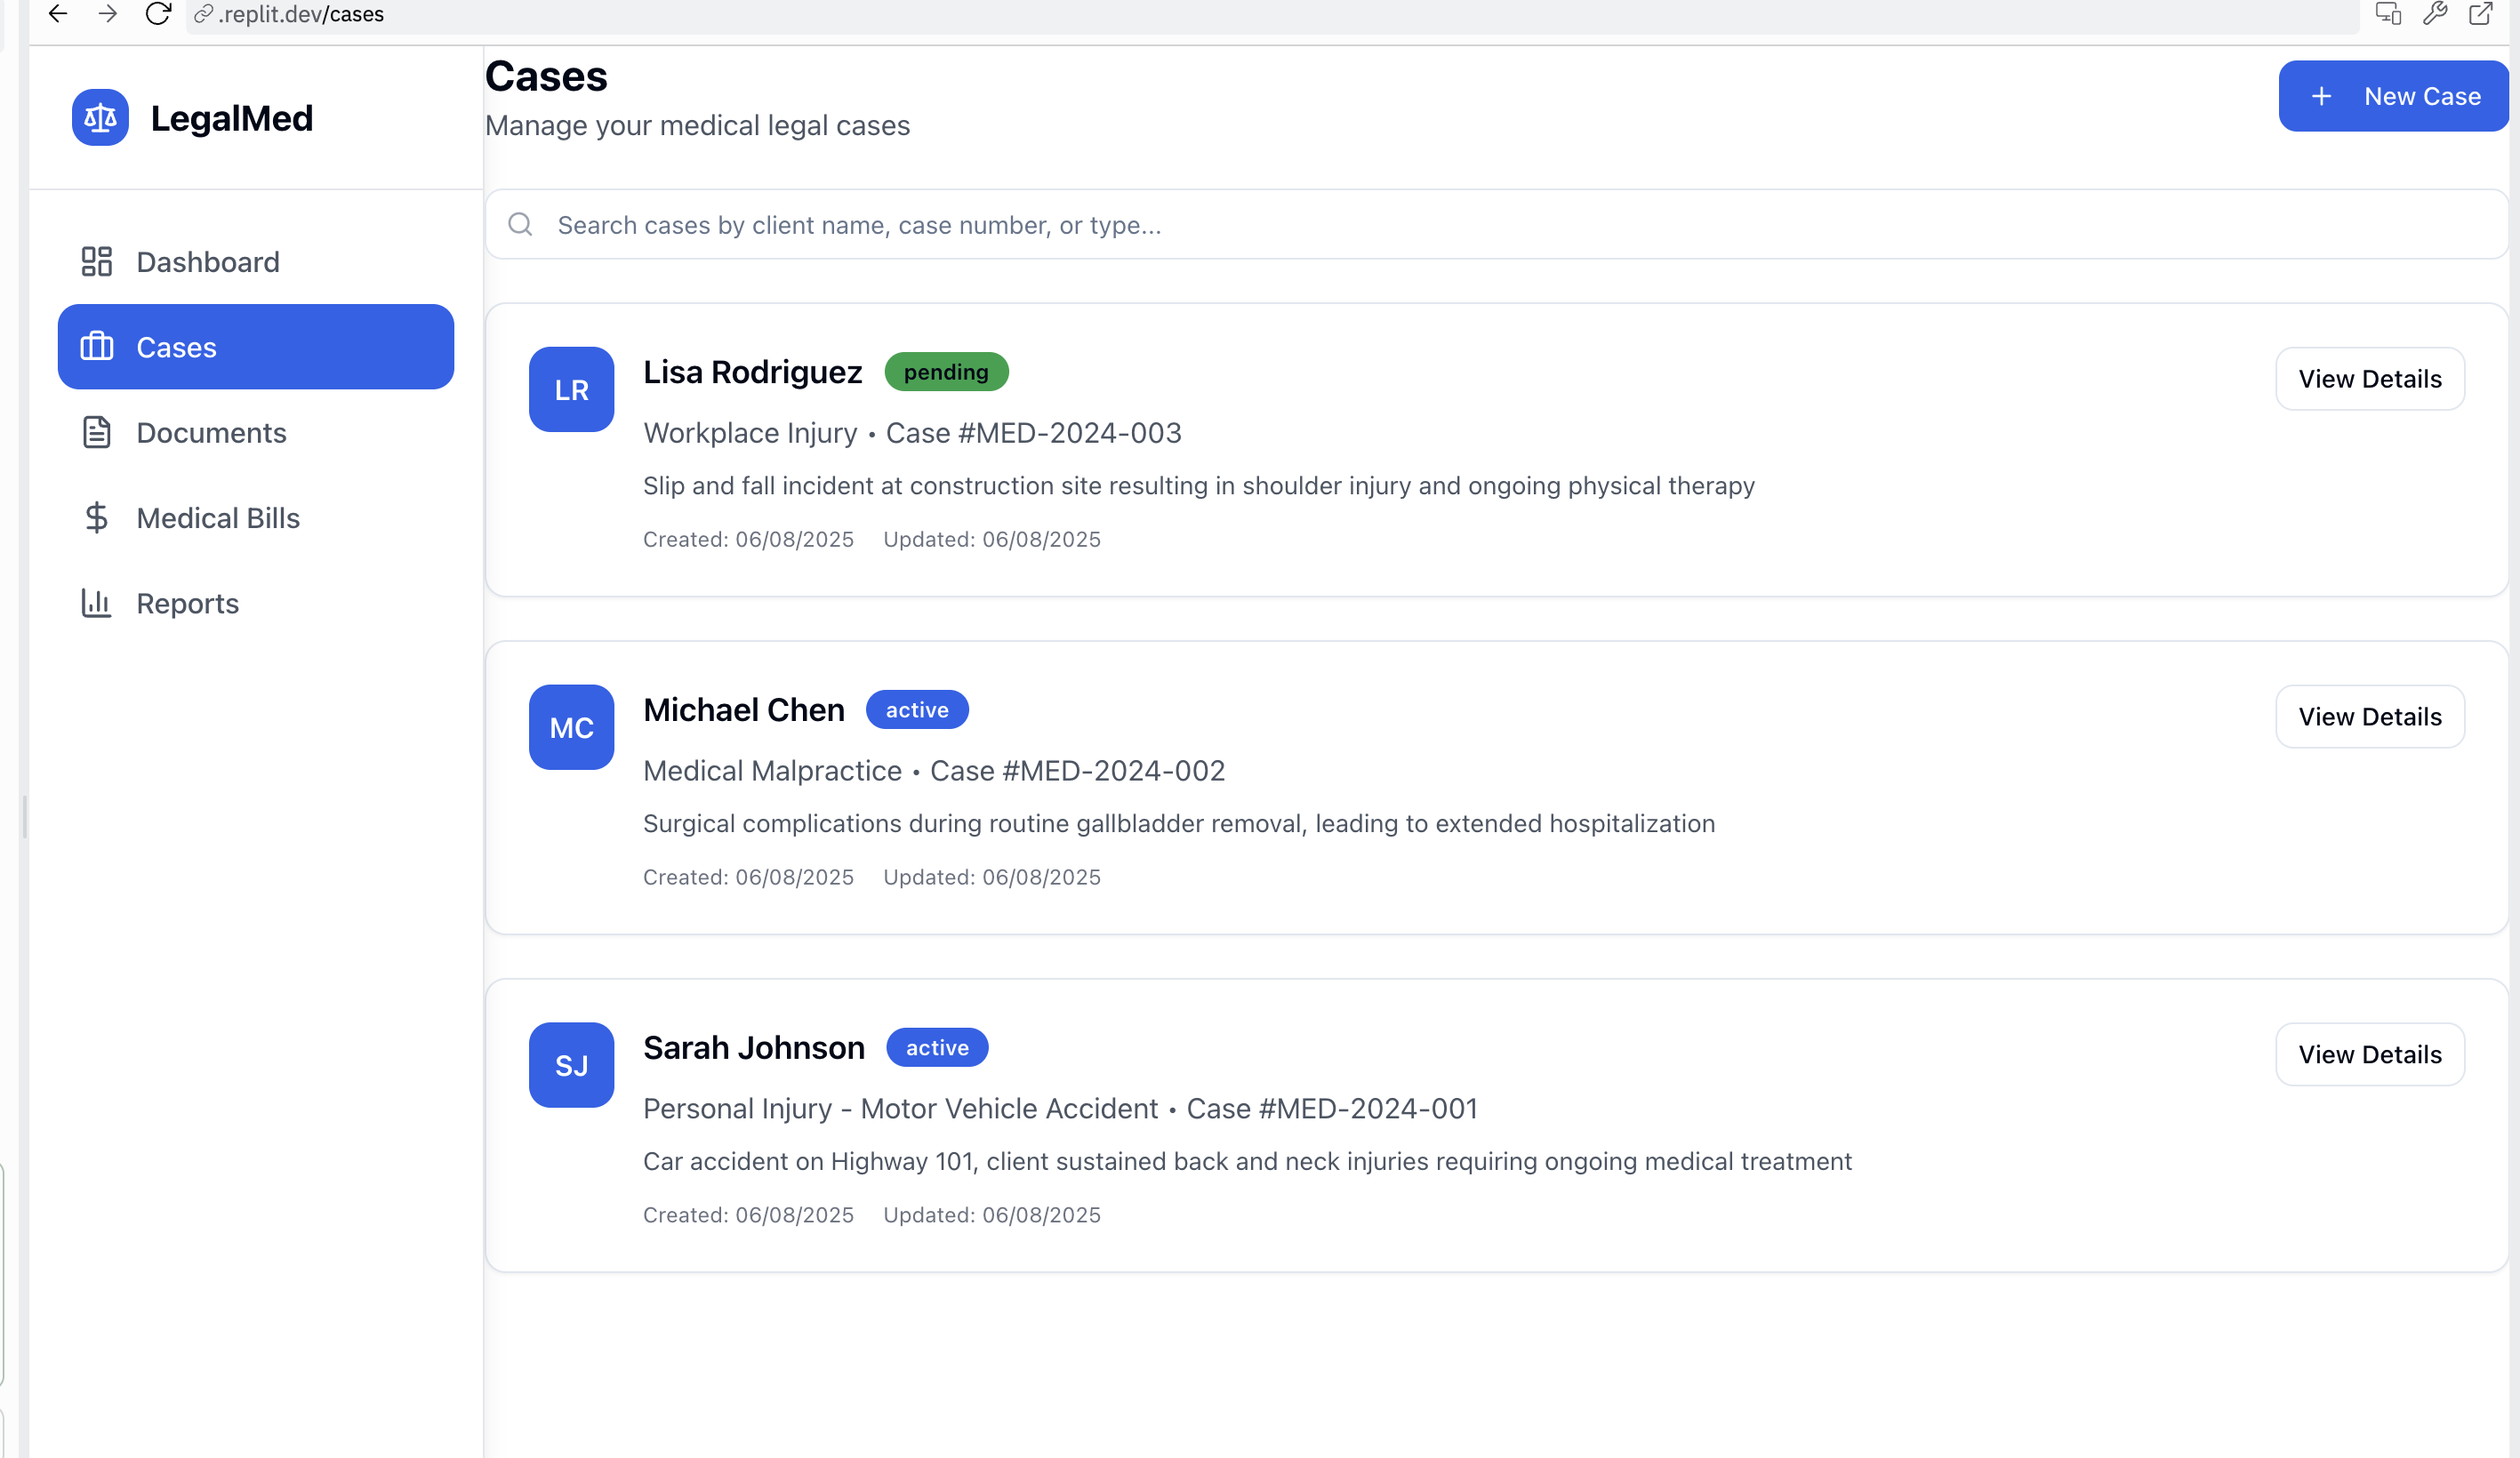 .replit.dev/cases
LegalMed
Dashboard
Cases
Documents
Medical Bills
Reports
Cases
Manage your medical legal cases
+ New Case
Search cases by client name, case number, or type...
LR
Lisa Rodriguez pending
View Details
Workplace Injury • Case #MED-2024-003
Slip and fall incident at construction site resulting in shoulder injury and ongoing physical therapy
Created: 06/08/2025 Updated: 06/08/2025
MC
Michael Chen active
View Details
Medical Malpractice • Case #MED-2024-002
Surgical complications during routine gallbladder removal, leading to extended hospitalization
Created: 06/08/2025 Updated: 06/08/2025
SJ
Sarah Johnson active
View Details
Personal Injury - Motor Vehicle Accident • Case #MED-2024-001
Car accident on Highway 101, client sustained back and neck injuries requiring ongoing medical treatment
Created: 06/08/2025 Updated: 06/08/2025